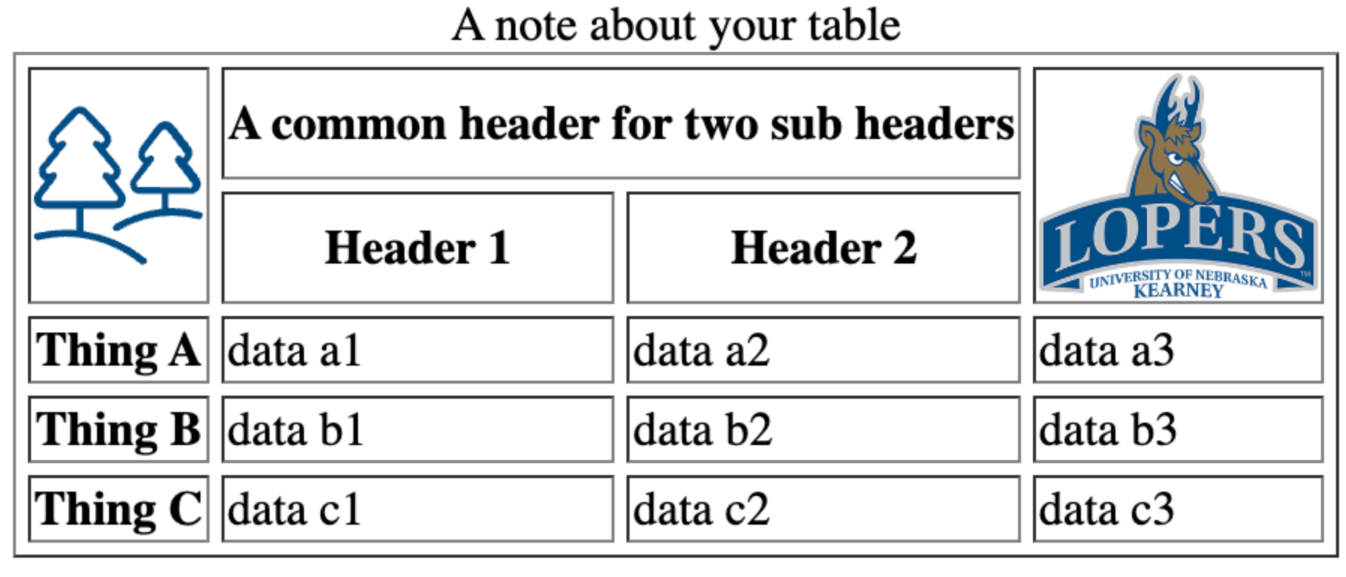 A note about your table
A common header for two sub headers
LOPERS
TM
UNIVERSITY OF NEBRASKA
KEARNEY
Header 1 Header 2
Thing A data a1 data a2 data a3
Thing B data b1 data b2 data b3
Thing C data c1 data c2 data c3